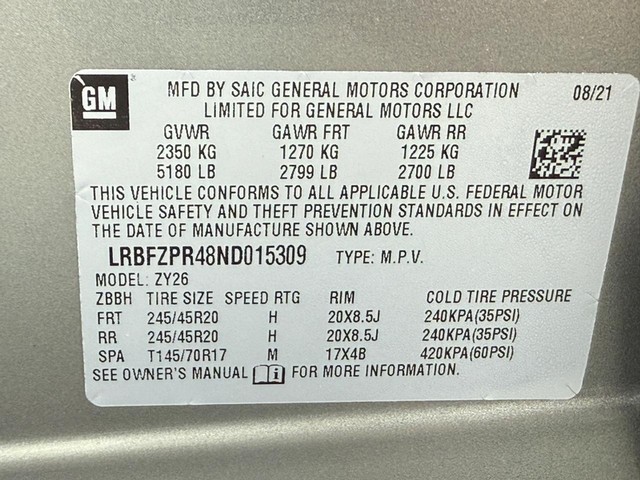 GM
MFD BY SAIC GENERAL MOTORS CORPORATION 08/21
LIMITED FOR GENERAL MOTORS LLC
GVWR GAWR FRT GAWR RR
2350 KG 1270 KG 1225 KG
5180 LB 2799 LB 2700 LB
THIS VEHICLE CONFORMS TO ALL APPLICABLE U.S. FEDERAL MOTOR
VEHICLE SAFETY AND THEFT PREVENTION STANDARDS IN EFFECT ON
THE DATE OF MANUFACTURE SHOWN ABOVE.
LRBFZPR48ND015309 TYPE: M.P.V.
MODEL: ZY26
ZBBH TIRE SIZE SPEED RTG RIM COLD TIRE PRESSURE
FRT 245/45R20 H 20X8.5J 240KPA(35PSI)
RR 245/45R20 H 20X8.5J 240KPA(35PSI)
SPA T145/70R17 M 17X4B 420KPA(60PSI)
SEE OWNER'S MANUAL i FOR MORE INFORMATION.